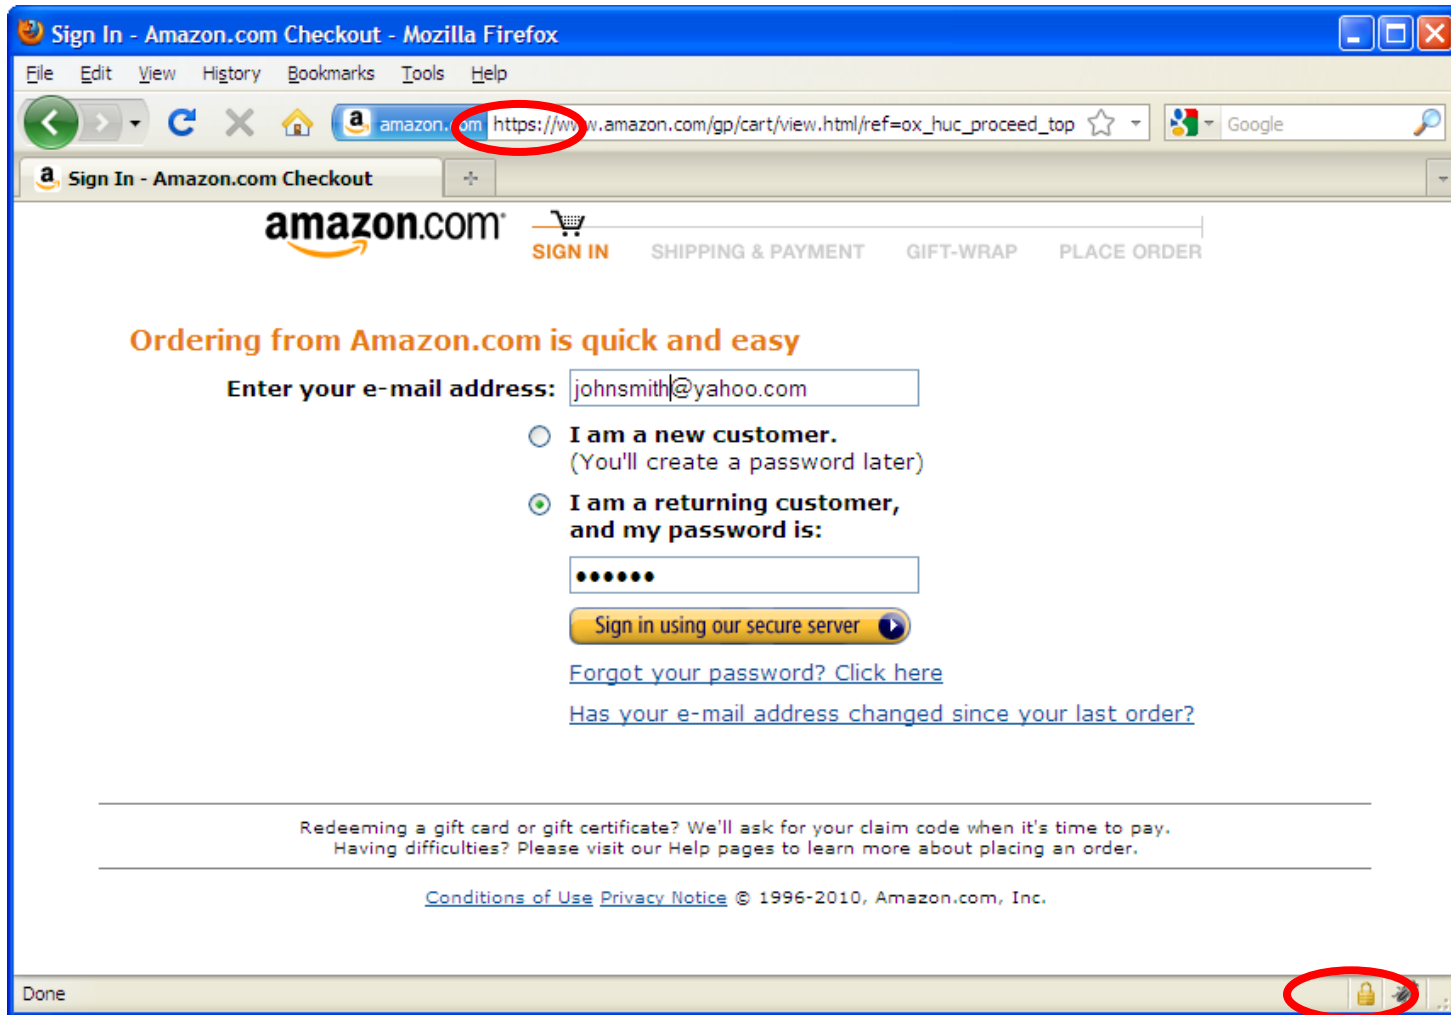 Sign In - Amazon.com Checkout - Mozilla Firefox
File Edit View History Bookmarks Tools Help
amazon.com https://www.amazon.com/gp/cart/view.html/ref=ox_huc_proceed_top Google
a Sign In - Amazon.com Checkout
amazon.com
SIGN IN SHIPPING & PAYMENT GIFT-WRAP PLACE ORDER
Ordering from Amazon.com is quick and easy
Enter your e-mail address: johnsmith@yahoo.com
I am a new customer.
(You'll create a password later)
I am a returning customer,
and my password is:
••••••
Sign in using our secure server
Forgot your password? Click here
Has your e-mail address changed since your last order?
Redeeming a gift card or gift certificate? We'll ask for your claim code when it's time to pay.
Having difficulties? Please visit our Help pages to learn more about placing an order.
Conditions of Use Privacy Notice © 1996-2010, Amazon.com, Inc.
Done